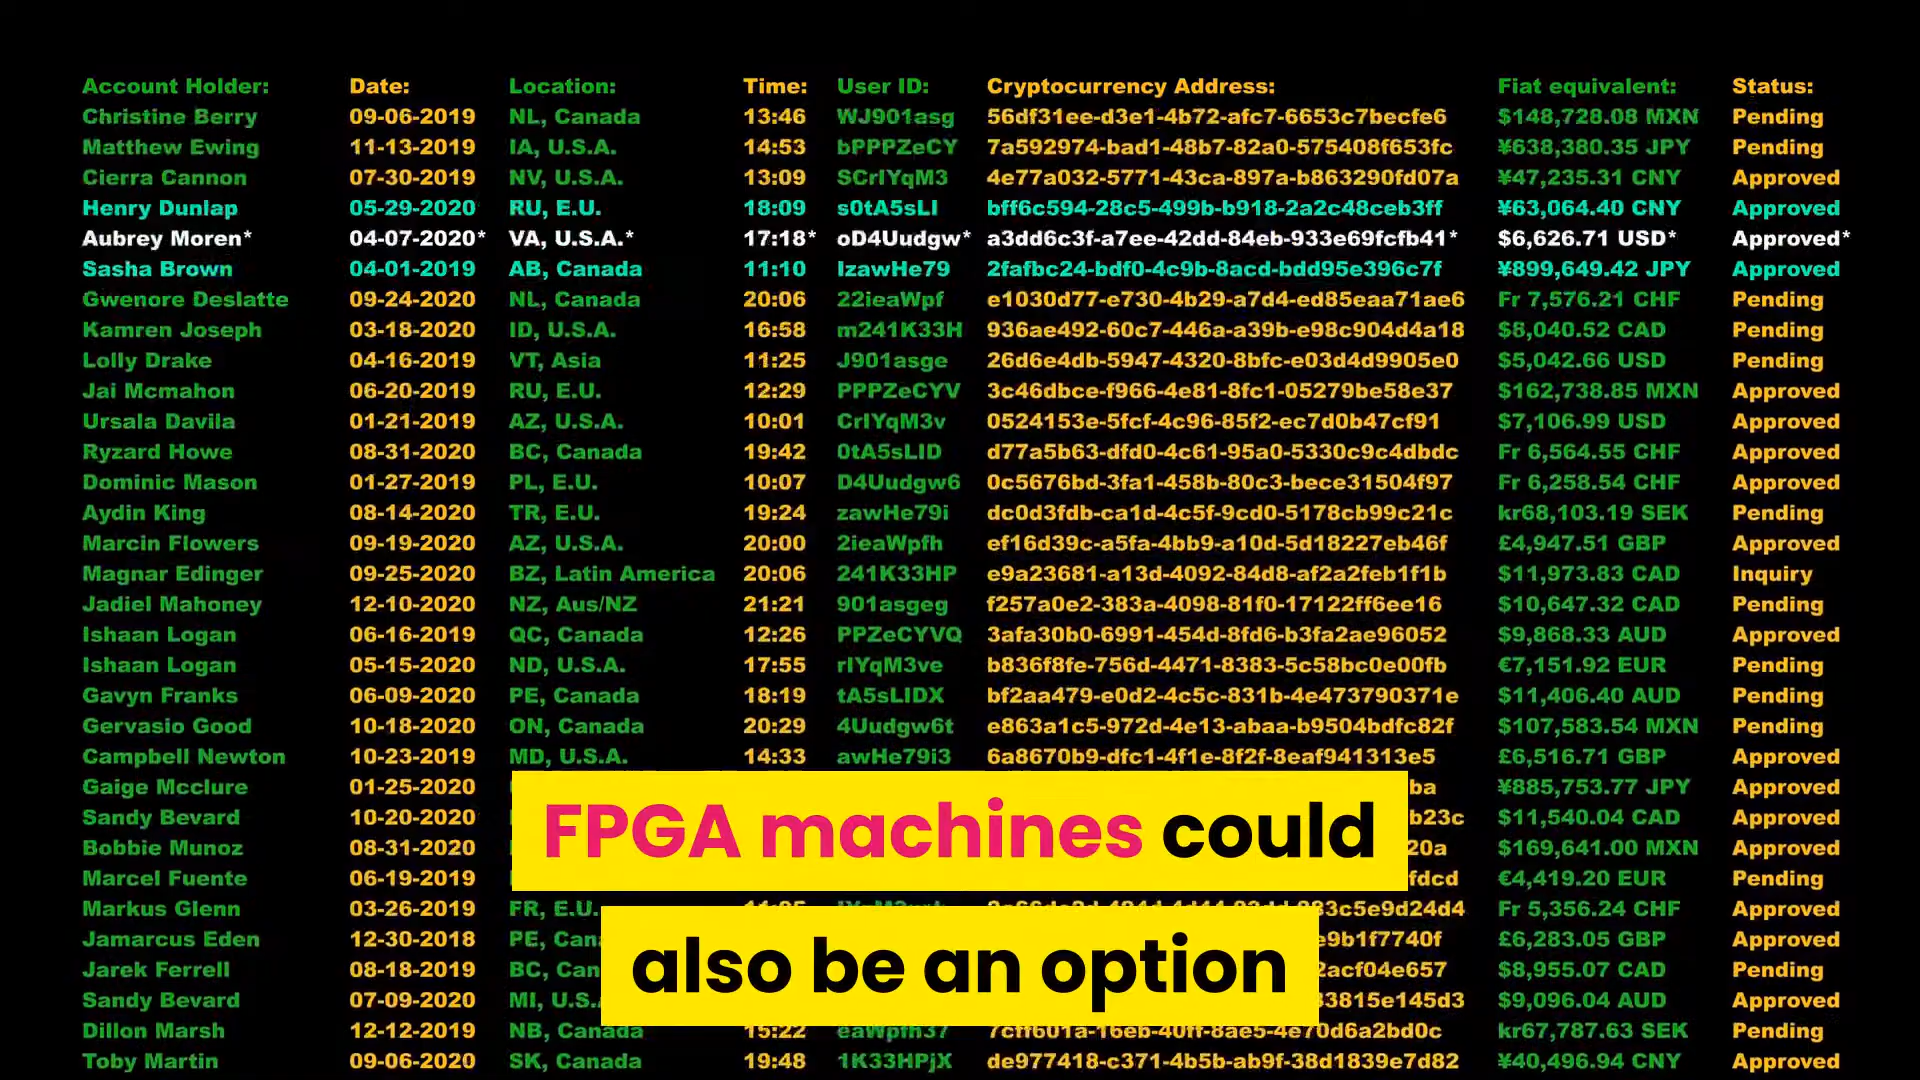 Account Holder: Date: Location: Time: User ID: Cryptocurrency Address: Fiat equivalent: Status:
Christine Berry 09-06-2019 NL, Canada 13:46 WJ901asg 56df31ee-d3e1-4b72-afc7-6653c7becfe6 $148,728.08 MXN Pending
Matthew Ewing 11-13-2019 IA, U.S.A. 14:53 bPPPZeCY 7a592974-bad1-48b7-82a0-575408f653fc ¥638,380.35 JPY Pending
Cierra Cannon 07-30-2019 NV, U.S.A. 13:09 SCrIYqM3 4e77a032-5771-43ca-897a-b863290fd07a ¥47,235.31 CNY Approved
Henry Dunlap 05-29-2020 RU, E.U. 18:09 s0tA5sLI bff6c594-28c5-499b-b918-2a2c48ceb3ff ¥63,064.40 CNY Approved
Aubrey Moren* 04-07-2020* VA, U.S.A.* 17:18* oD4Uudgw* a3dd6c3f-a7ee-42dd-84eb-933e69fcfb41* $6,626.71 USD* Approved*
Sasha Brown 04-01-2019 AB, Canada 11:10 IzawHe79 2fafbc24-bdf0-4c9b-8acd-bdd95e396c7f ¥899,649.42 JPY Approved
Gwenore Deslatte 09-24-2020 NL, Canada 20:06 22ieaWpf e1030d77-e730-4b29-a7d4-ed85eaa71ae6 Fr 7,576.21 CHF Pending
Kamren Joseph 03-18-2020 ID, U.S.A. 16:58 m241K33H 936ae492-60c7-446a-a39b-e98c904d4a18 $8,040.52 CAD Pending
Lolly Drake 04-16-2019 VT, Asia 11:25 J901asge 26d6e4db-5947-4320-8bfc-e03d4d9905e0 $5,042.66 USD Pending
Jai Mcmahon 06-20-2019 RU, E.U. 12:29 PPPZeCYV 3c46dbce-f966-4e81-8fc1-05279be58e37 $162,738.85 MXN Approved
Ursala Davila 01-21-2019 AZ, U.S.A. 10:01 CrIYqM3v 0524153e-5fcf-4c96-85f2-ec7d0b47cf91 $7,106.99 USD Approved
Ryzard Howe 08-31-2020 BC, Canada 19:42 0tA5sLID d77a5b63-dfd0-4c61-95a0-5330c9c4dbdc Fr 6,564.55 CHF Approved
Dominic Mason 01-27-2019 PL, E.U. 10:07 D4Uudgw6 0c5676bd-3fa1-458b-80c3-bece31504f97 Fr 6,258.54 CHF Approved
Aydin King 08-14-2020 TR, E.U. 19:24 zawHe79i dc0d3fdb-ca1d-4c5f-9cd0-5178cb99c21c kr68,103.19 SEK Pending
Marcin Flowers 09-19-2020 AZ, U.S.A. 20:00 2ieaWpfh ef16d39c-a5fa-4bb9-a10d-5d18227eb46f £4,947.51 GBP Approved
Magnar Edinger 09-25-2020 BZ, Latin America 20:06 241K33HP e9a23681-a13d-4092-84d8-af2a2feb1f1b $11,973.83 CAD Inquiry
Jadiel Mahoney 12-10-2020 NZ, Aus/NZ 21:21 901asgeg f257a0e2-383a-4098-81f0-17122ff6ee16 $10,647.32 CAD Pending
Ishaan Logan 06-16-2019 QC, Canada 12:26 PPZeCYVQ 3afa30b0-6991-454d-8fd6-b3fa2ae96052 $9,868.33 AUD Approved
Ishaan Logan 05-15-2020 ND, U.S.A. 17:55 rIYqM3ve b836f8fe-756d-4471-8383-5c58bc0e00fb €7,151.92 EUR Pending
Gavyn Franks 06-09-2020 PE, Canada 18:19 tA5sLIDX bf2aa479-e0d2-4c5c-831b-4e473790371e $11,406.40 AUD Pending
Gervasio Good 10-18-2020 ON, Canada 20:29 4Uudgw6t e863a1c5-972d-4e13-abaa-b9504bdfc82f $107,583.54 MXN Pending
Campbell Newton 10-23-2019 MD, U.S.A. 14:33 awHe79i3 6a8670b9-dfc1-4f1e-8f2f-8eaf941313e5 £6,516.71 GBP Approved
Gaige Mcclure 01-25-2020 ba ¥885,753.77 JPY Approved
Sandy Bevard 10-20-2020 b23c $11,540.04 CAD Approved
Bobbie Munoz 08-31-2020 20a $169,641.00 MXN Approved
Marcel Fuente 06-19-2019 fdcd €4,419.20 EUR Pending
Markus Glenn 03-26-2019 FR, E.U. 83c5e9d24d4 Fr 5,356.24 CHF Approved
Jamarcus Eden 12-30-2018 PE, Can e9b1f7740f £6,283.05 GBP Approved
Jarek Ferrell 08-18-2019 BC, Can 2acf04e657 $8,955.07 CAD Pending
Sandy Bevard 07-09-2020 MI, U.S. 33815e145d3 $9,096.04 AUD Approved
Dillon Marsh 12-12-2019 NB, Canada 15:22 eaWpfh37 7cff601a-16eb-40ff-8ae5-4e70d6a2bd0c kr67,787.63 SEK Pending
Toby Martin 09-06-2020 SK, Canada 19:48 1K33HPjX de977418-c371-4b5b-ab9f-38d1839e7d82 ¥40,496.94 CNY Approved
FPGA machines could
also be an option